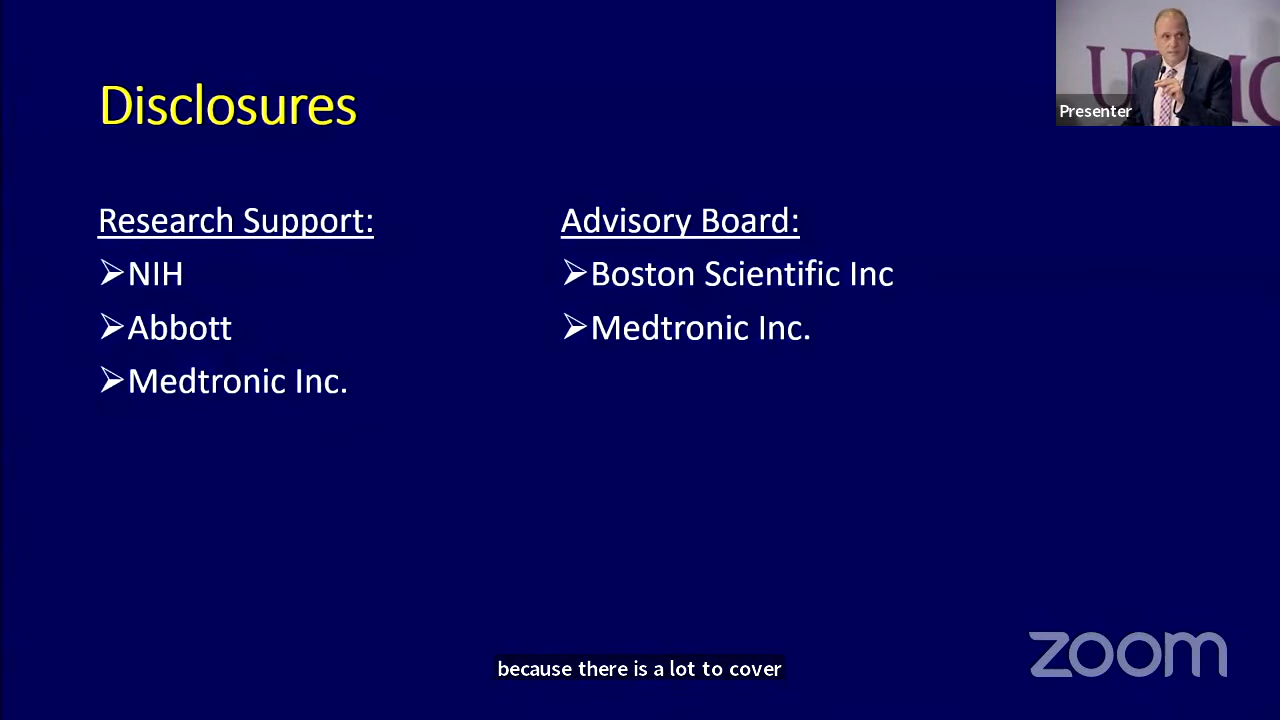 Disclosures
Presenter
Research Support:
➢NIH
➢Abbott
➢Medtronic Inc.
Advisory Board:
➢Boston Scientific Inc
➢Medtronic Inc.
because there is a lot to cover
zoom